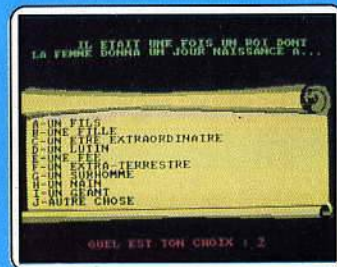 IL ETAIT UNE FOIS UN ROI DONT
LA FEMME DONNA UN JOUR NAISSANCE A...
A-UN FILS
B-UNE FILLE
C-UN ETRE EXTRAORDINAIRE
D-UN LUTIN
E-UNE FEE
F-UN EXTRA-TERRESTRE
G-UN SURHOMME
H-UN NAIN
I-UN GEANT
J-AUTRE CHOSE
QUEL EST TON CHOIX : 2